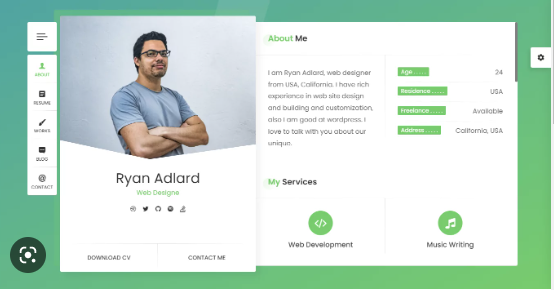 ABOUT
RESUME
WORKS
BLOG
CONTACT
Ryan Adlard
Web Designe
DOWNLOAD CV
CONTACT ME
About Me
I am Ryan Adlard, web designer
from USA, California. I have rich
experience in web site design
and building and customization,
also I am good at wordpress. I
love to talk with you about our
unique.
Age . . . . . 24
Residence . . . . . USA
Freelance . . . . . Available
Address . . . . . California, USA
My Services
Web Development
Music Writing